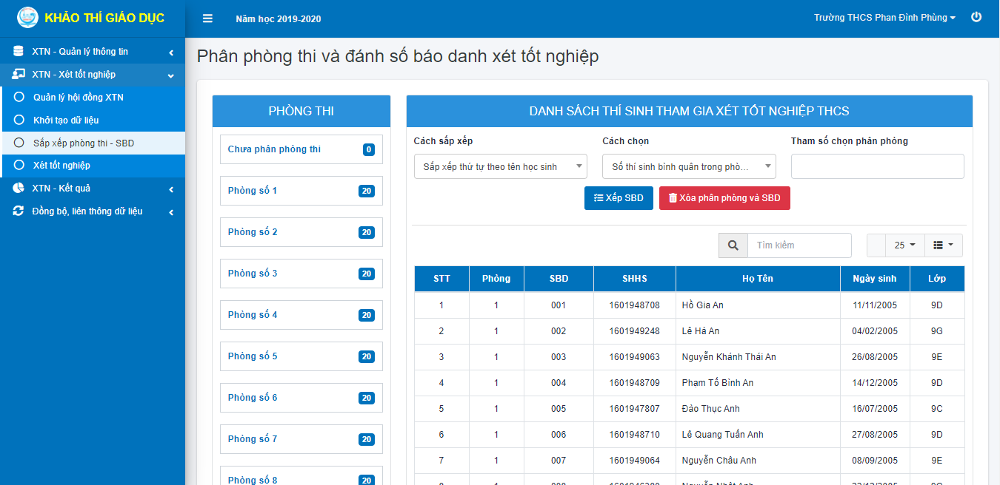 KHẢO THÍ GIÁO DỤC
Năm học 2019-2020
Trường THCS Phan Đình Phùng
XTN - Quản lý thông tin
XTN - Xét tốt nghiệp
Quản lý hội đồng XTN
Khởi tạo dữ liệu
Sắp xếp phòng thi - SBD
Xét tốt nghiệp
XTN - Kết quả
Đồng bộ, liên thông dữ liệu
Phân phòng thi và đánh số báo danh xét tốt nghiệp
PHÒNG THI
Chưa phân phòng thi 0
Phòng số 1 20
Phòng số 2 20
Phòng số 3 20
Phòng số 4 20
Phòng số 5 20
Phòng số 6 20
Phòng số 7 20
Phòng số 8 20
DANH SÁCH THÍ SINH THAM GIA XÉT TỐT NGHIỆP THCS
Cách sắp xếp Cách chọn Tham số chọn phân phòng
Sắp xếp thứ tự theo tên học sinh Số thí sinh bình quân trong phò...
Xếp SBD Xóa phân phòng và SBD
Tìm kiếm 25
STT Phòng SBD SHHS Họ Tên Ngày sinh Lớp
1 1 001 1601948708 Hồ Gia An 11/11/2005 9D
2 1 002 1601949248 Lê Hà An 04/02/2005 9G
3 1 003 1601949063 Nguyễn Khánh Thái An 26/08/2005 9E
4 1 004 1601948709 Phạm Tố Bình An 14/12/2005 9D
5 1 005 1601947807 Đào Thục Anh 16/07/2005 9C
6 1 006 1601948710 Lê Quang Tuấn Anh 27/08/2005 9D
7 1 007 1601949064 Nguyễn Châu Anh 08/09/2005 9E